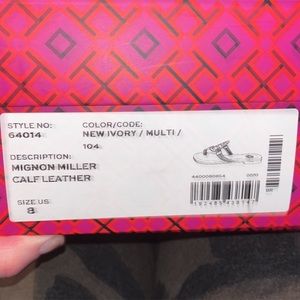 STYLE NO:
64014
COLOR/CODE:
NEW IVORY / MULTI /
104
DESCRIPTION:
MIGNON MILLER
CALF LEATHER
SIZE US
8